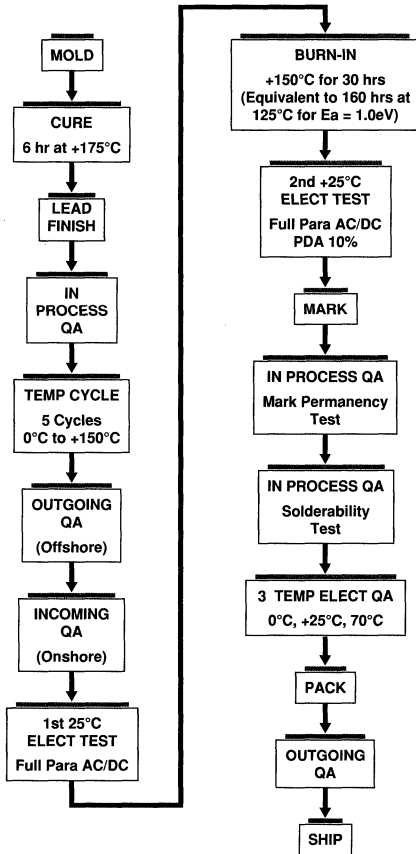 MOLD
CURE
6 hr at +175°C
LEAD
FINISH
IN
PROCESS
QA
TEMP CYCLE
5 Cycles
0°C to +150°C
OUTGOING
QA
(Offshore)
INCOMING
QA
(Onshore)
1st 25°C
ELECT TEST
Full Para AC/DC
BURN-IN
+150°C for 30 hrs
(Equivalent to 160 hrs at
125°C for Ea = 1.0eV)
2nd +25°C
ELECT TEST
Full Para AC/DC
PDA 10%
MARK
IN PROCESS QA
Mark Permanency
Test
IN PROCESS QA
Solderability
Test
3 TEMP ELECT QA
0°C, +25°C, 70°C
PACK
OUTGOING
QA
SHIP